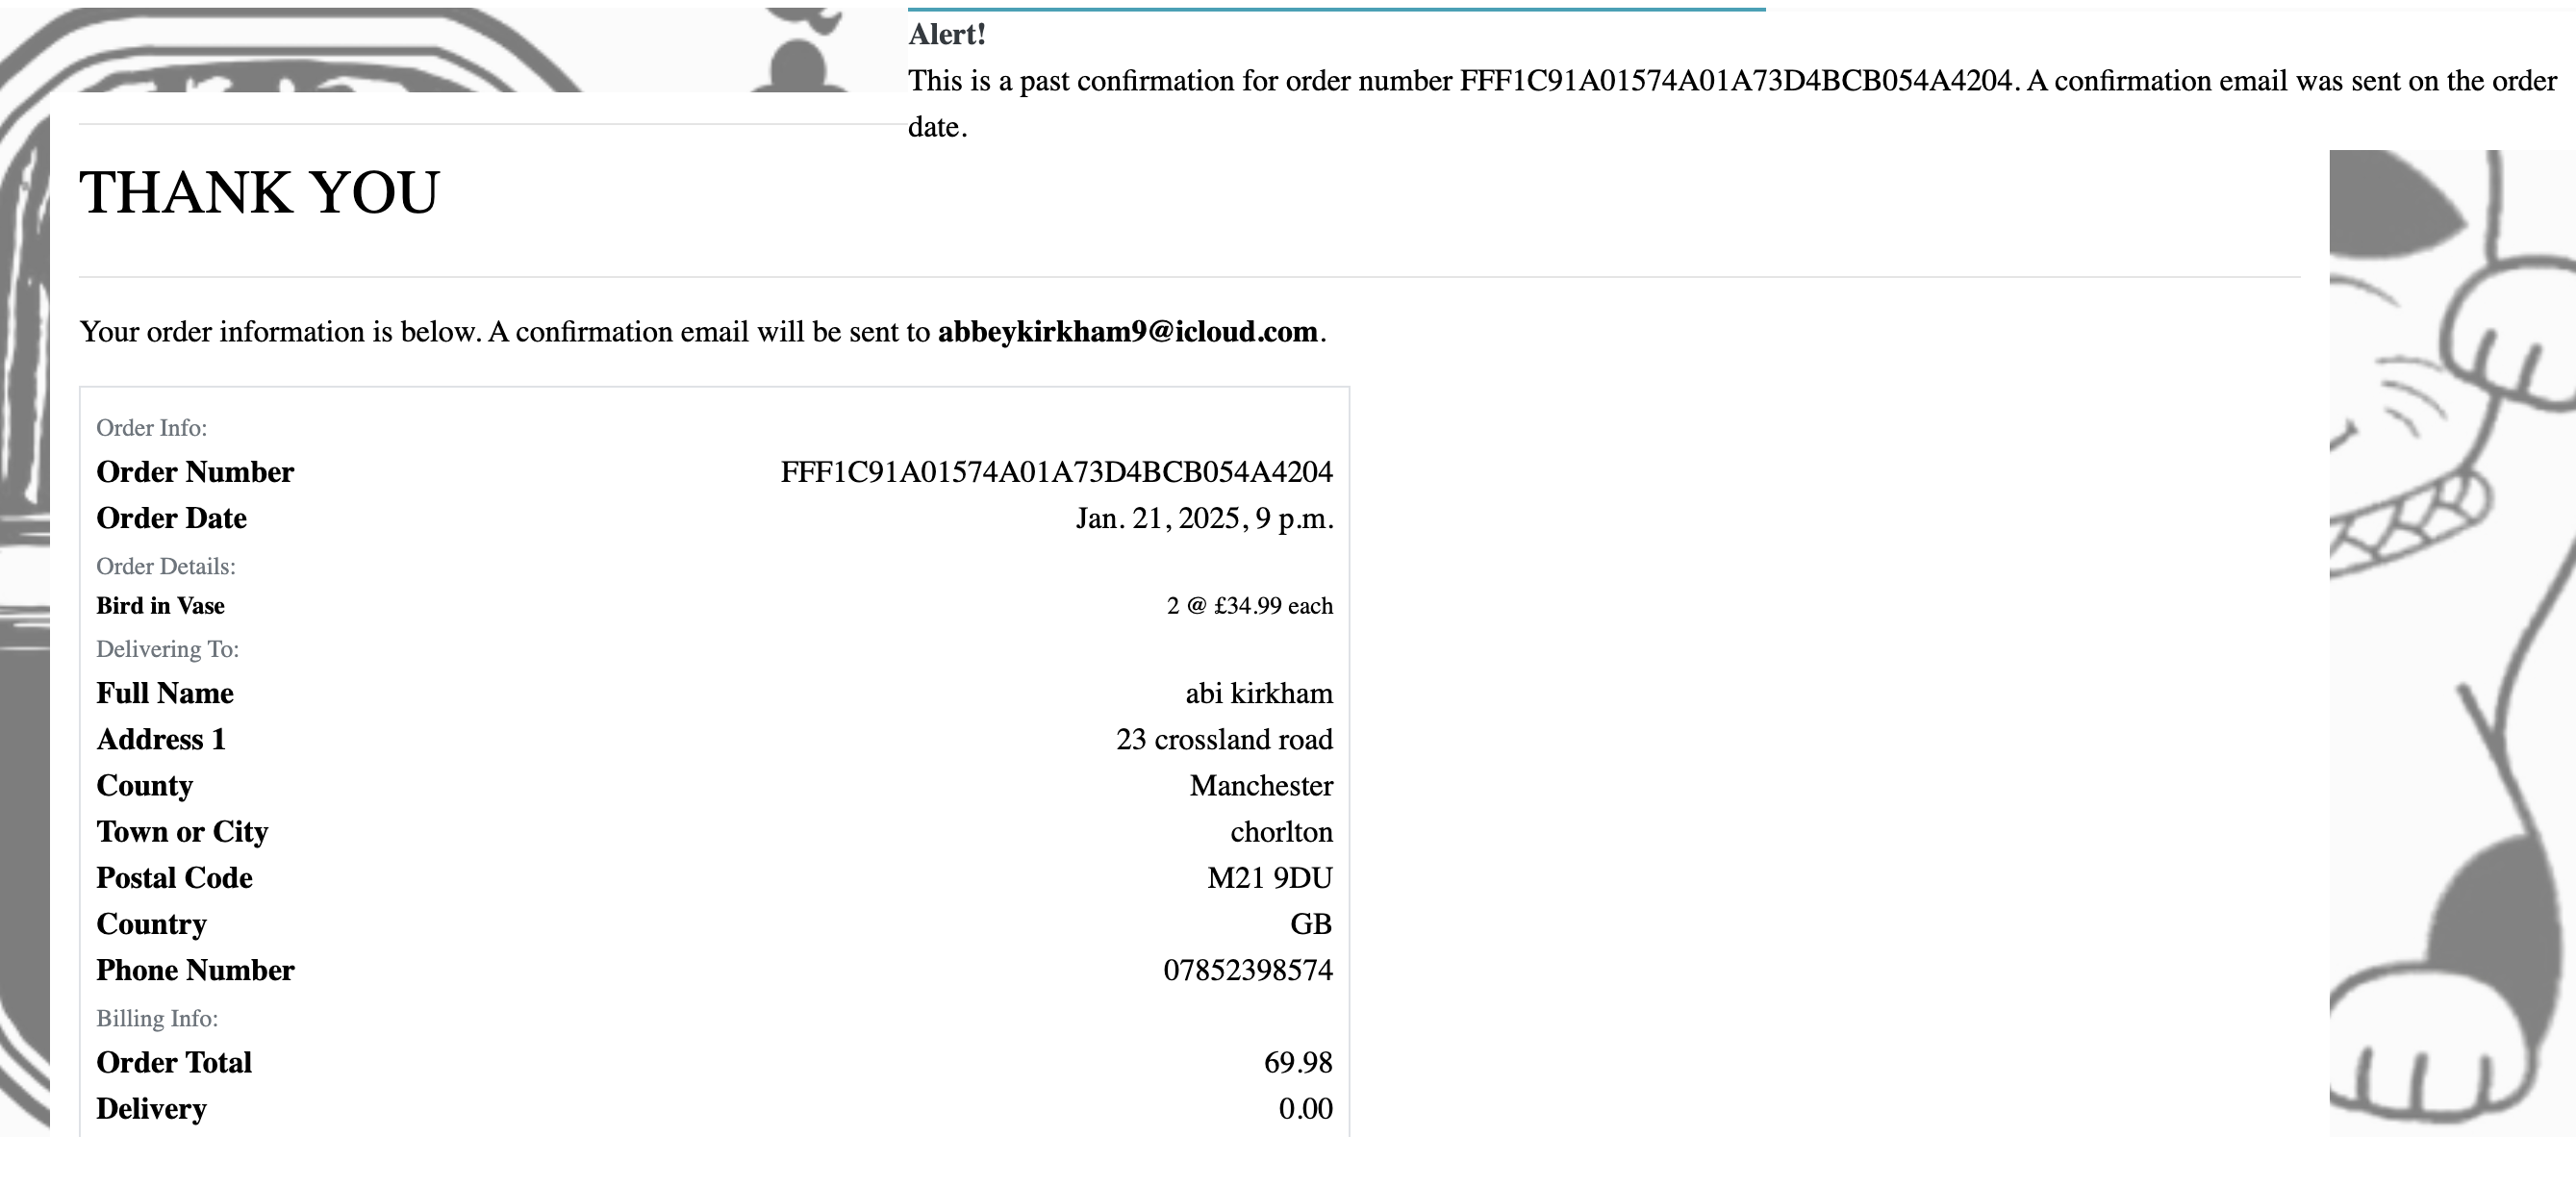 Alert!
This is a past confirmation for order number FFF1C91A01574A01A73D4BCB054A4204. A confirmation email was sent on the order
date.
THANK YOU
Your order information is below. A confirmation email will be sent to abbeykirkham9@icloud.com.
Order Info:
Order Number FFF1C91A01574A01A73D4BCB054A4204
Order Date Jan. 21, 2025, 9 p.m.
Order Details:
Bird in Vase 2 @ £34.99 each
Delivering To:
Full Name abi kirkham
Address 1 23 crossland road
County Manchester
Town or City chorlton
Postal Code M21 9DU
Country GB
Phone Number 07852398574
Billing Info:
Order Total 69.98
Delivery 0.00